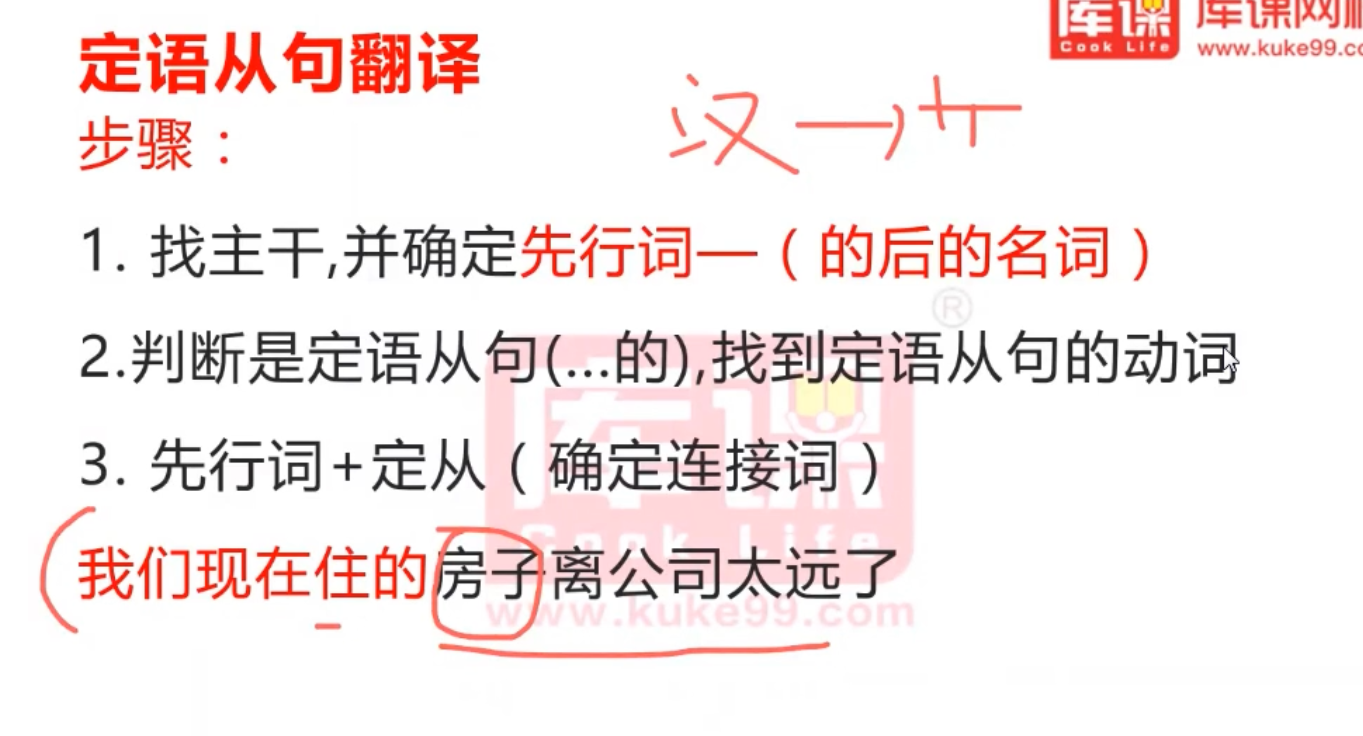 库课网校
Cook Life
www.kuke99.co
定语从句翻译
汉→
步骤：
1. 找主干,并确定先行词—（的后的名词）
®
2.判断是定语从句(...的),找到定语从句的动词
库课
3. 先行词+定从（确定连接词）
Cook Life
我们现在住的房子离公司太远了
www.kuke99.com